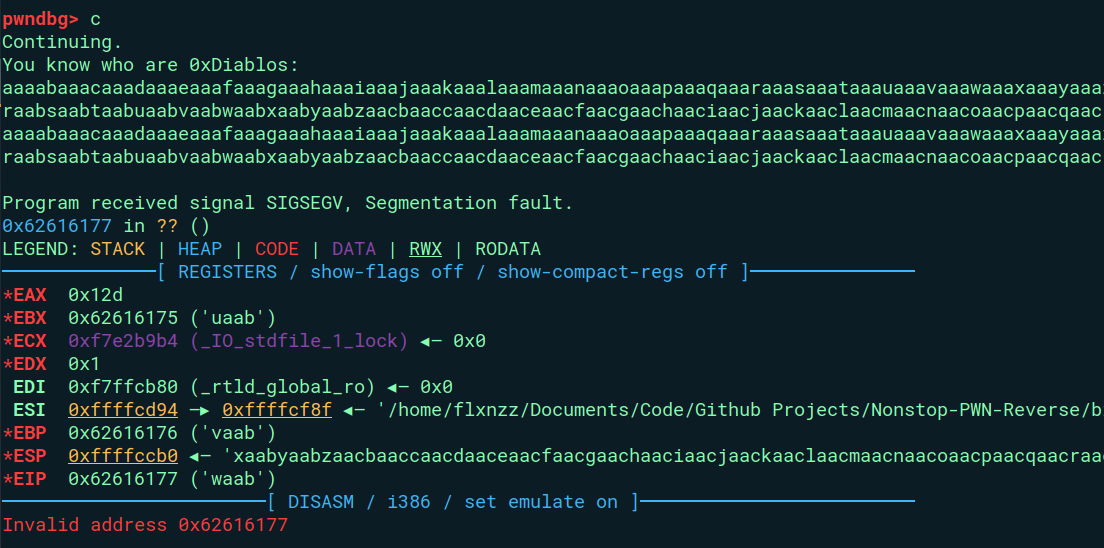 pwndbg> c
Continuing.
You know who are 0xDiablos:
aaaabaaacaaadaaaeaaafaaagaaahaaaiaaajaaakaaalaaamaaanaaaoaaapaaaqaaaraaasaaataaauaaavaaawaaaxaaayaaa
raabsaabtaabuaabvaabwaabxaabyaabzaacbaaccaacdaaceaacfaacgaachaaciaacjaackaaclaacmaacnaacoaacpaacqaac
aaaabaaacaaadaaaeaaafaaagaaahaaaiaaajaaakaaalaaamaaanaaaoaaapaaaqaaaraaasaaataaauaaavaaawaaaxaaayaaa
raabsaabtaabuaabvaabwaabxaabyaabzaacbaaccaacdaaceaacfaacgaachaaciaacjaackaaclaacmaacnaacoaacpaacqaac
Program received signal SIGSEGV, Segmentation fault.
0x62616177 in ?? ()
LEGEND: STACK | HEAP | CODE | DATA | RWX | RODATA
[ REGISTERS / show-flags off / show-compact-regs off ]
*EAX  0x12d
*EBX  0x62616175 ('uaab')
*ECX  0xf7e2b9b4 (_IO_stdfile_1_lock) ◂— 0x0
*EDX  0x1
EDI  0xf7ffcb80 (_rtld_global_ro) ◂— 0x0
ESI  0xffffcd94 —▸ 0xffffcf8f ◂— '/home/flxnzz/Documents/Code/Github Projects/Nonstop-PWN-Reverse/b
*EBP  0x62616176 ('vaab')
*ESP  0xffffccb0 ◂— 'xaabyaabzaacbaaccaacdaaceaacfaacgaachaaciaacjaackaaclaacmaacnaacoaacpaacqaacraa
*EIP  0x62616177 ('waab')
[ DISASM / i386 / set emulate on ]
Invalid address 0x62616177